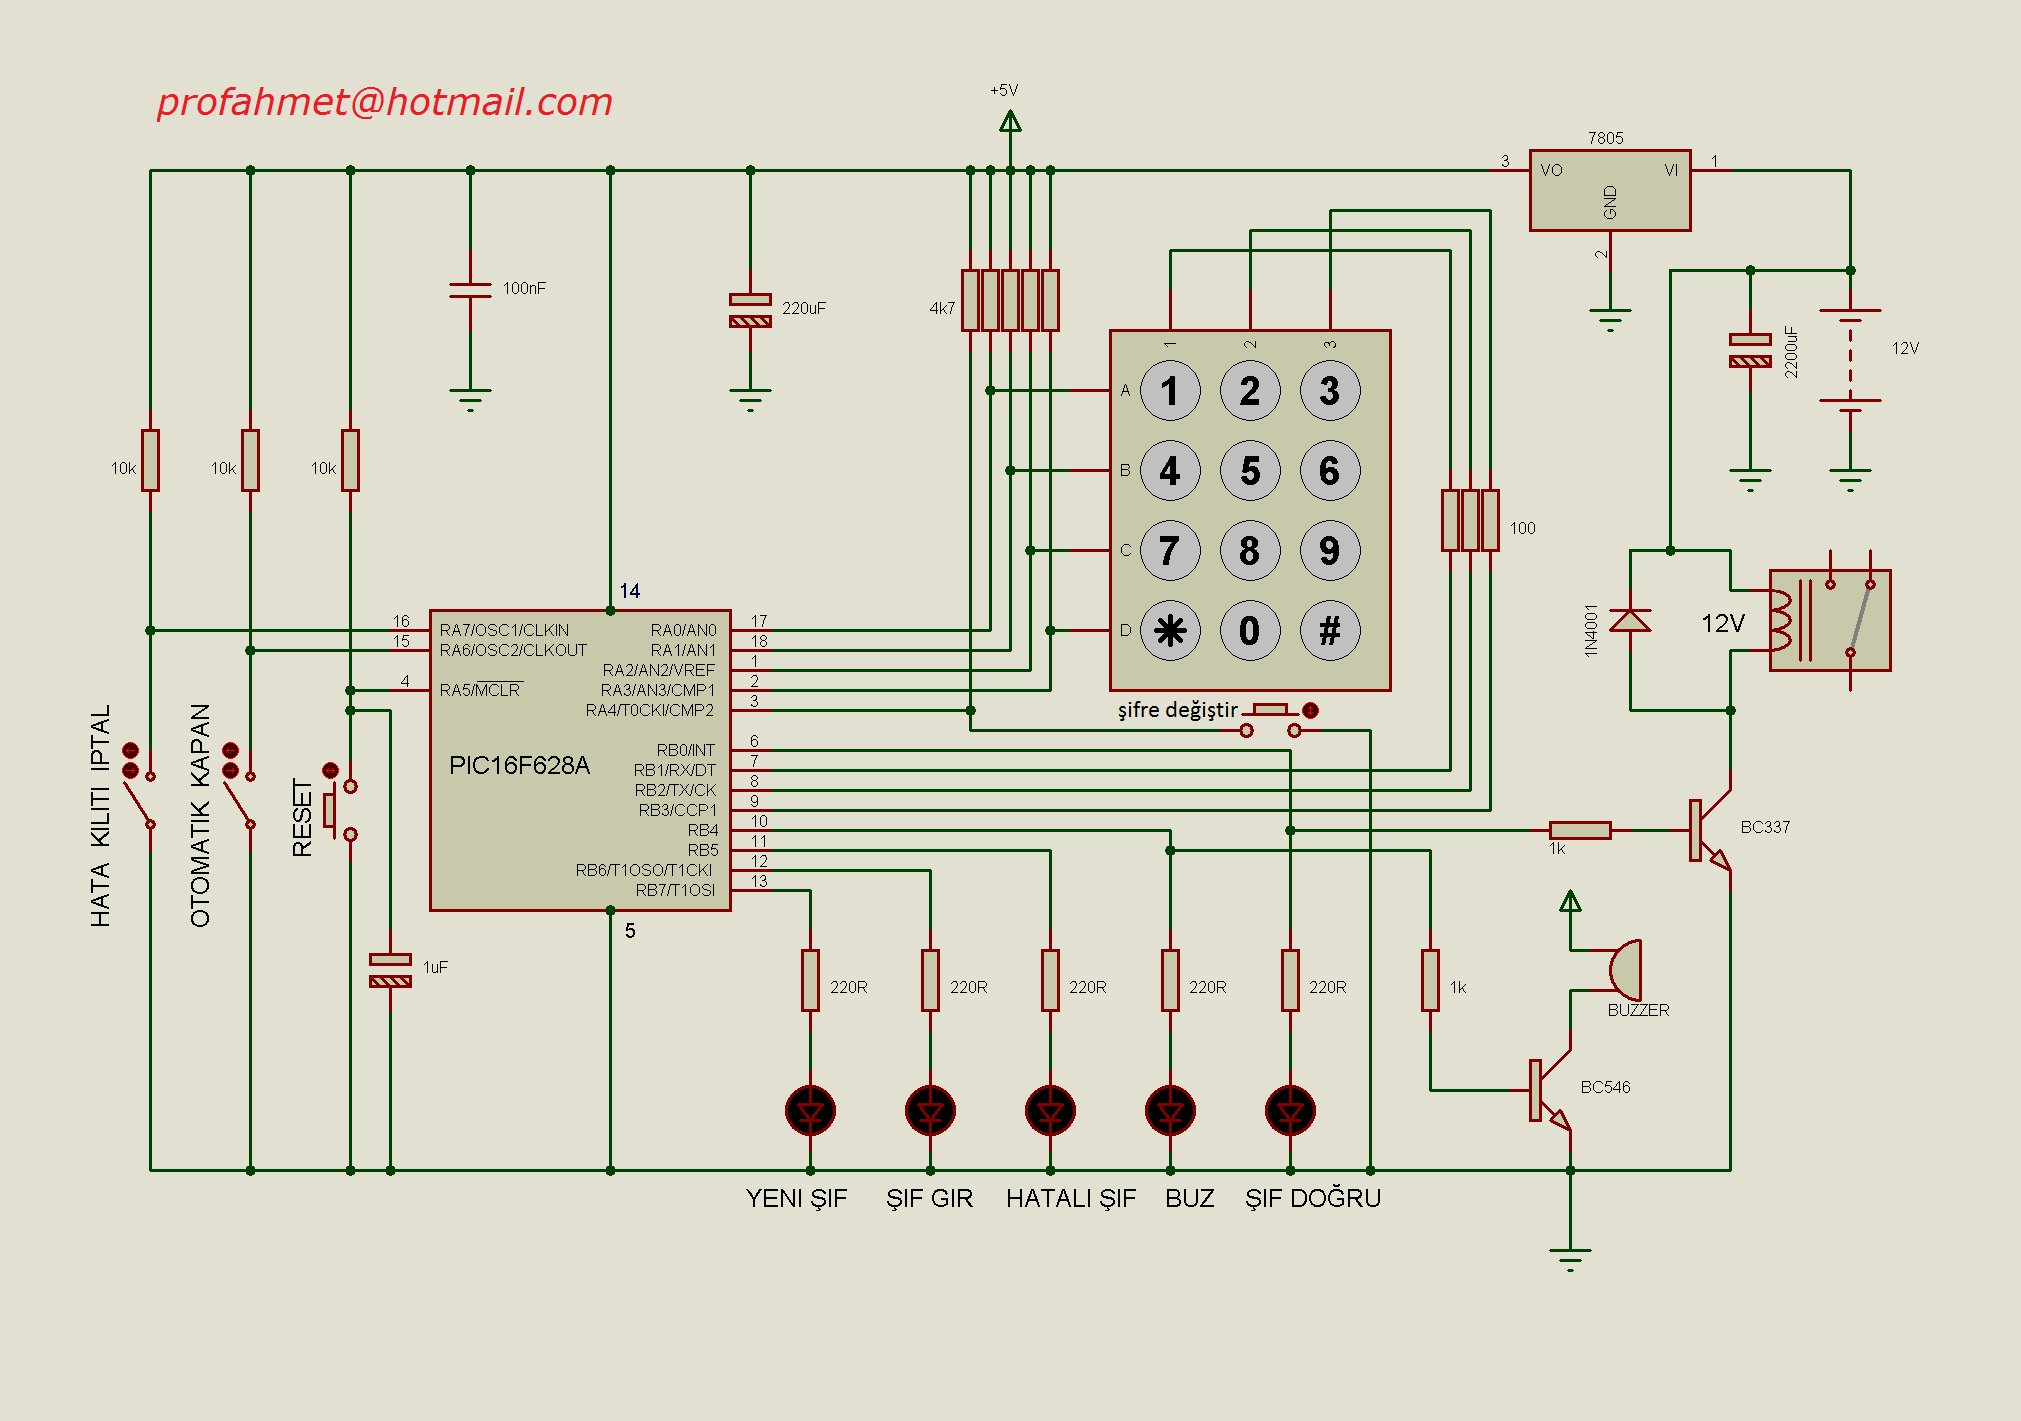 profahmet@hotmail.com
+5V
7805
3
VO
VI
1
GND
2
100nF
220uF
4k7
2200uF
12V
1
2
3
A
1
2
3
B
4
5
6
C
7
8
9
D
*
0
#
10k
10k
10k
100
14
16
RA7/OSC1/CLKIN
15
RA6/OSC2/CLKOUT
4
RA5/MCLR
RA0/AN0
17
RA1/AN1
18
RA2/AN2/VREF
1
RA3/AN3/CMP1
2
RA4/T0CKI/CMP2
3
RB0/INT
6
RB1/RX/DT
7
RB2/TX/CK
8
RB3/CCP1
9
RB4
10
RB5
11
RB6/T1OSO/T1CKI
12
RB7/T1OSI
13
PIC16F628A
5
şifre değiştir
1N4001
12V
HATA KILITI IPTAL
OTOMATIK KAPAN
RESET
1k
BC337
1uF
220R
220R
220R
220R
220R
1k
BUZZER
BC546
YENI ŞIF
ŞIF GIR
HATALI ŞIF
BUZ
ŞIF DOĞRU